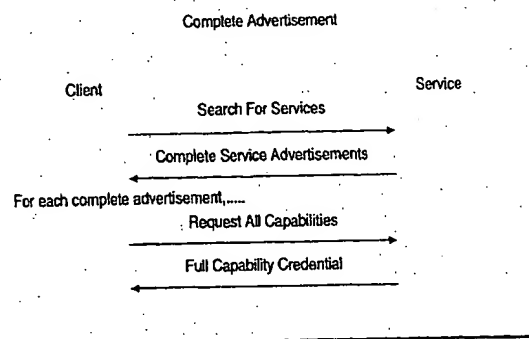 Complete Advertisement
Client
Service
Search For Services
Complete Service Advertisements
For each complete advertisement,.....
Request All Capabilities
Full Capability Credential